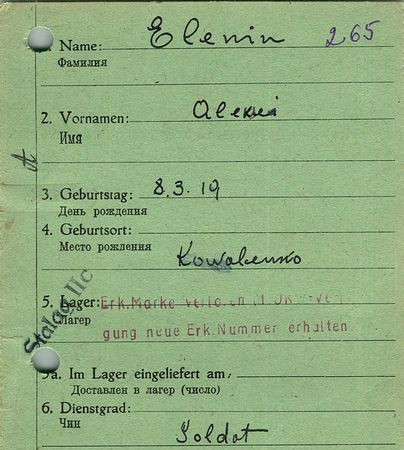 1. Name: Elenin 265
Фамилия
2. Vornamen: Aleksei
Имя
A
3. Geburtstag: 8.3.19
День рождения
4. Geburtsort:
Место рождения
Kowalenko
5. Lager: Erk.Marke verloren
Лагер gung neue Erk.Nummer erhalten.
Stalag IIc
5a. Im Lager eingeliefert am:
Доставлен в лагер (число)
6. Dienstgrad:
Чин
Soldat